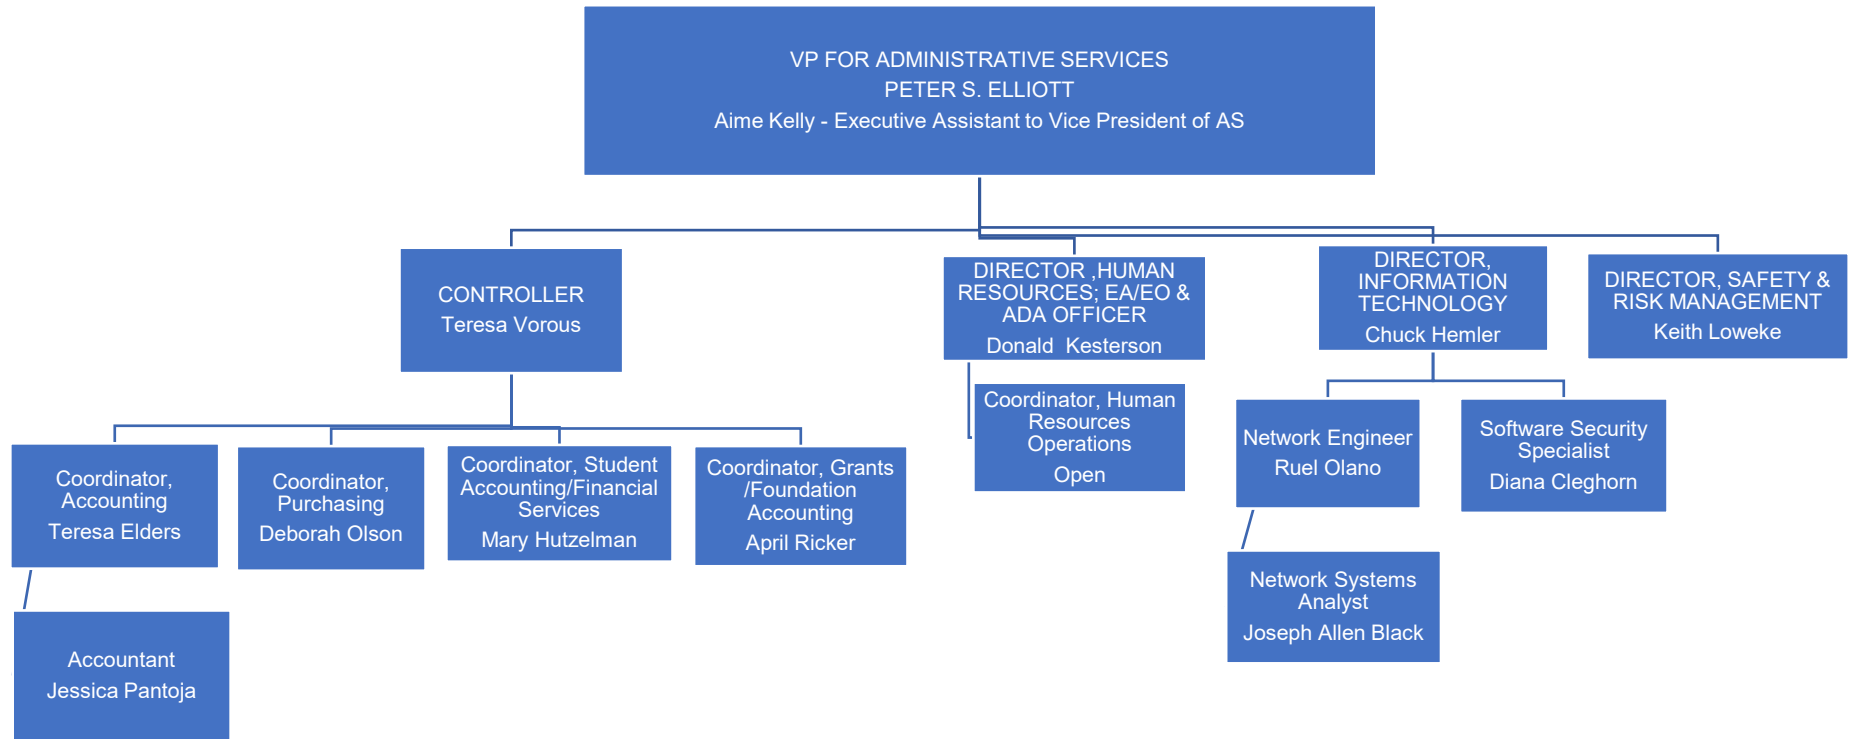 VP FOR ADMINISTRATIVE SERVICES
PETER S. ELLIOTT
Aime Kelly - Executive Assistant to Vice President of AS
CONTROLLER
Teresa Vorous
DIRECTOR ,HUMAN
RESOURCES; EA/EO &
ADA OFFICER
Donald  Kesterson
DIRECTOR,
INFORMATION
TECHNOLOGY
Chuck Hemler
DIRECTOR, SAFETY &
RISK MANAGEMENT
Keith Loweke
Coordinator,
Accounting
Teresa Elders
Coordinator,
Purchasing
Deborah Olson
Coordinator, Student
Accounting/Financial
Services
Mary Hutzelman
Coordinator, Grants
/Foundation
Accounting
April Ricker
Coordinator, Human
Resources
Operations
Open
Network Engineer
Ruel Olano
Software Security
Specialist
Diana Cleghorn
Accountant
Jessica Pantoja
Network Systems
Analyst
Joseph Allen Black